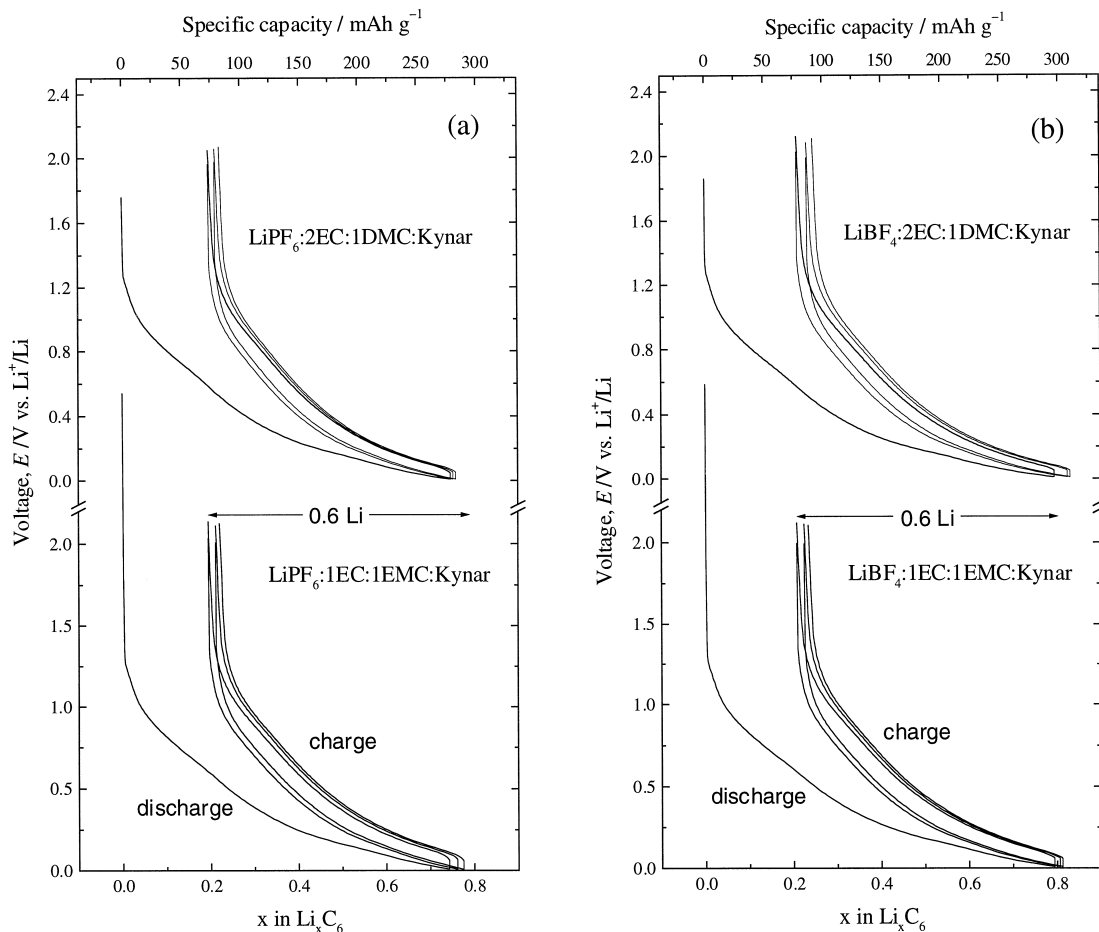 Specific capacity / mAh g⁻¹
0 50 100 150 200 250 300
(a)
2.4
2.0
1.6
1.2
0.8
0.4
0.0
LiPF₆:2EC:1DMC:Kynar
Voltage, E /V vs. Li⁺/Li
0.6 Li
LiPF₆:1EC:1EMC:Kynar
2.0
1.5
1.0
0.5
0.0
charge
discharge
0.0 0.2 0.4 0.6 0.8
x in LiₓC₆
Specific capacity / mAh g⁻¹
0 50 100 150 200 250 300
(b)
2.4
2.0
1.6
1.2
0.8
0.4
0.0
LiBF₄:2EC:1DMC:Kynar
Voltage, E /V vs. Li⁺/Li
0.6 Li
LiBF₄:1EC:1EMC:Kynar
2.0
1.5
1.0
0.5
0.0
charge
discharge
0.0 0.2 0.4 0.6 0.8
x in LiₓC₆